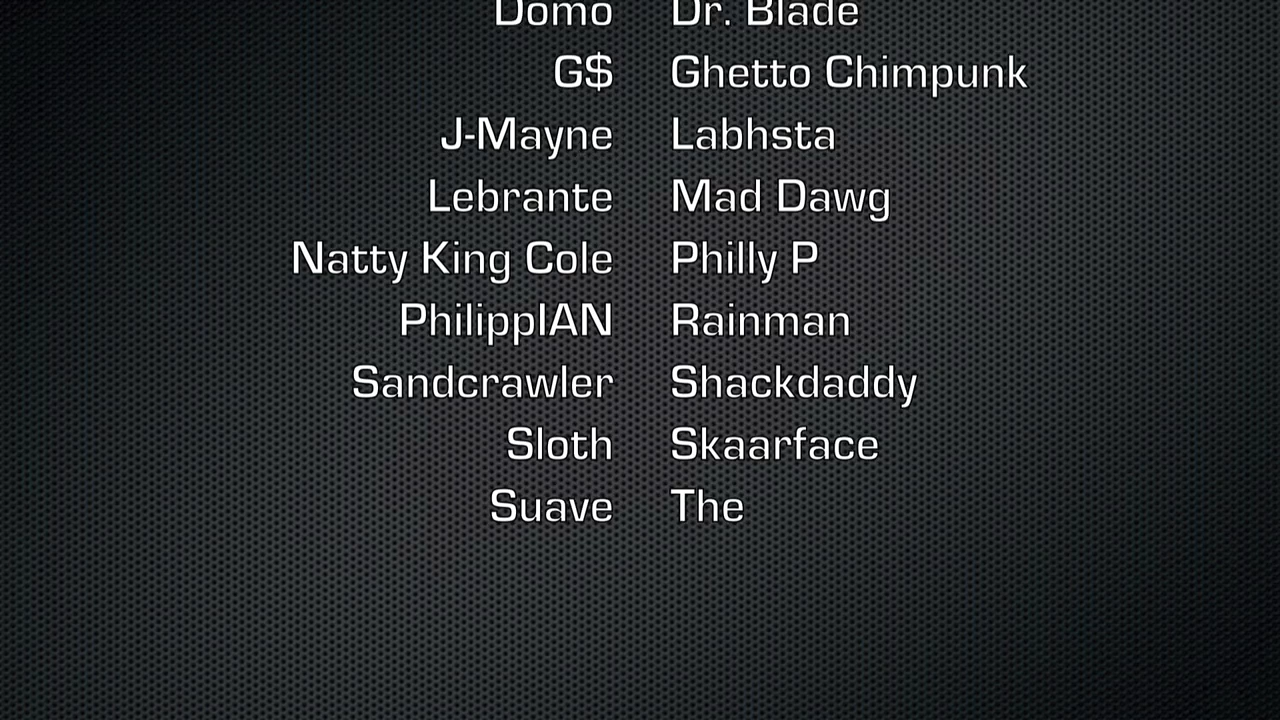 Domo Dr. Blade
G$ Ghetto Chimpunk
J-Mayne Labhsta
Lebrante Mad Dawg
Natty King Cole Philly P
PhilippIAN Rainman
Sandcrawler Shackdaddy
Sloth Skaarface
Suave The